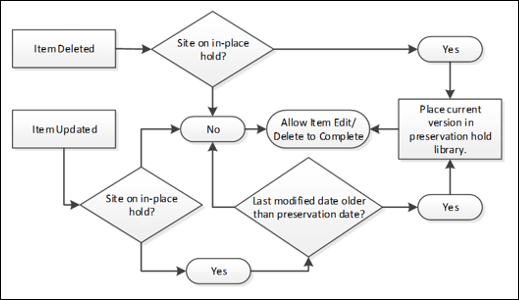 Item Deleted
Site on in-place
hold?
Yes
Item Updated
No
Allow Item Edit/
Delete to Complete
Place current
version in
preservation hold
library.
Site on in-place
hold?
Last modified date older
than preservation date?
Yes
Yes